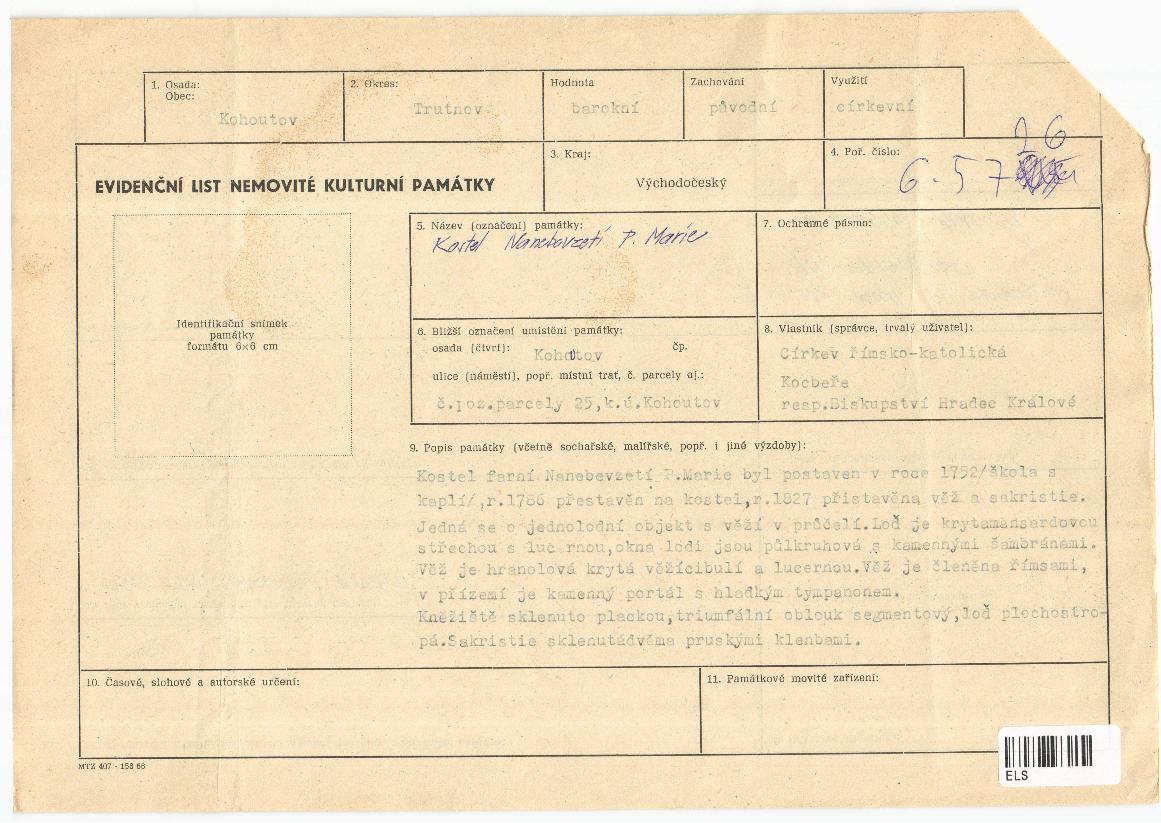 1. Osada:
Obec:
Kohoutov
2. Okres:
Trutnov
Hodnota
barokní
Zachování
původní
Využití
církevní
EVIDENČNÍ LIST NEMOVITÉ KULTURNÍ PAMÁTKY
3. Kraj:
Východočeský
4. Poř. číslo:
26
6-57
Identifikační snímek
památky
formátu 6×6 cm
5. Název (označení) památky:
Kostel Nanebevzetí P. Marie
7. Ochranné pásmo:
6. Bližší označení umístění památky:
osada (čtvrť): Kohoutov čp.
ulice (náměstí), popř. místní trať, č. parcely aj.:
č.poz.parcely 25,k.ú.Kohoutov
8. Vlastník (správce, trvalý uživatel):
Církev římsko-katolická
Kocbeře
resp.Biskupství Hradec Králové
9. Popis památky (včetně sochařské, malířské, popř. i jiné výzdoby):
Kostel farní Nanebevzetí P.Marie byl postaven v roce 1752/škola s
kaplí/,r.1786 přestavěn na kostel,r.1827 přistavěna věž a sakristie.
Jedná se o jednolodní objekt s věží v průčelí.Loď je krytamansardovou
střechou s lucernou,okna lodi jsou půlkruhová s kamennými šambránami.
Věž je hranolová krytá věžícibulí a lucernou.Věž je členěna římsami,
v přízemí je kamenný portál s hladkým tympanonem.
Kněžiště sklenuto plackou,triumfální oblouk segmentový,loď plochostro-
pá.Sakristie sklenutádvěma pruskými klenbami.
10. Časové, slohové a autorské určení:
11. Památkové movité zařízení:
MTZ 407 - 158 66
ELS